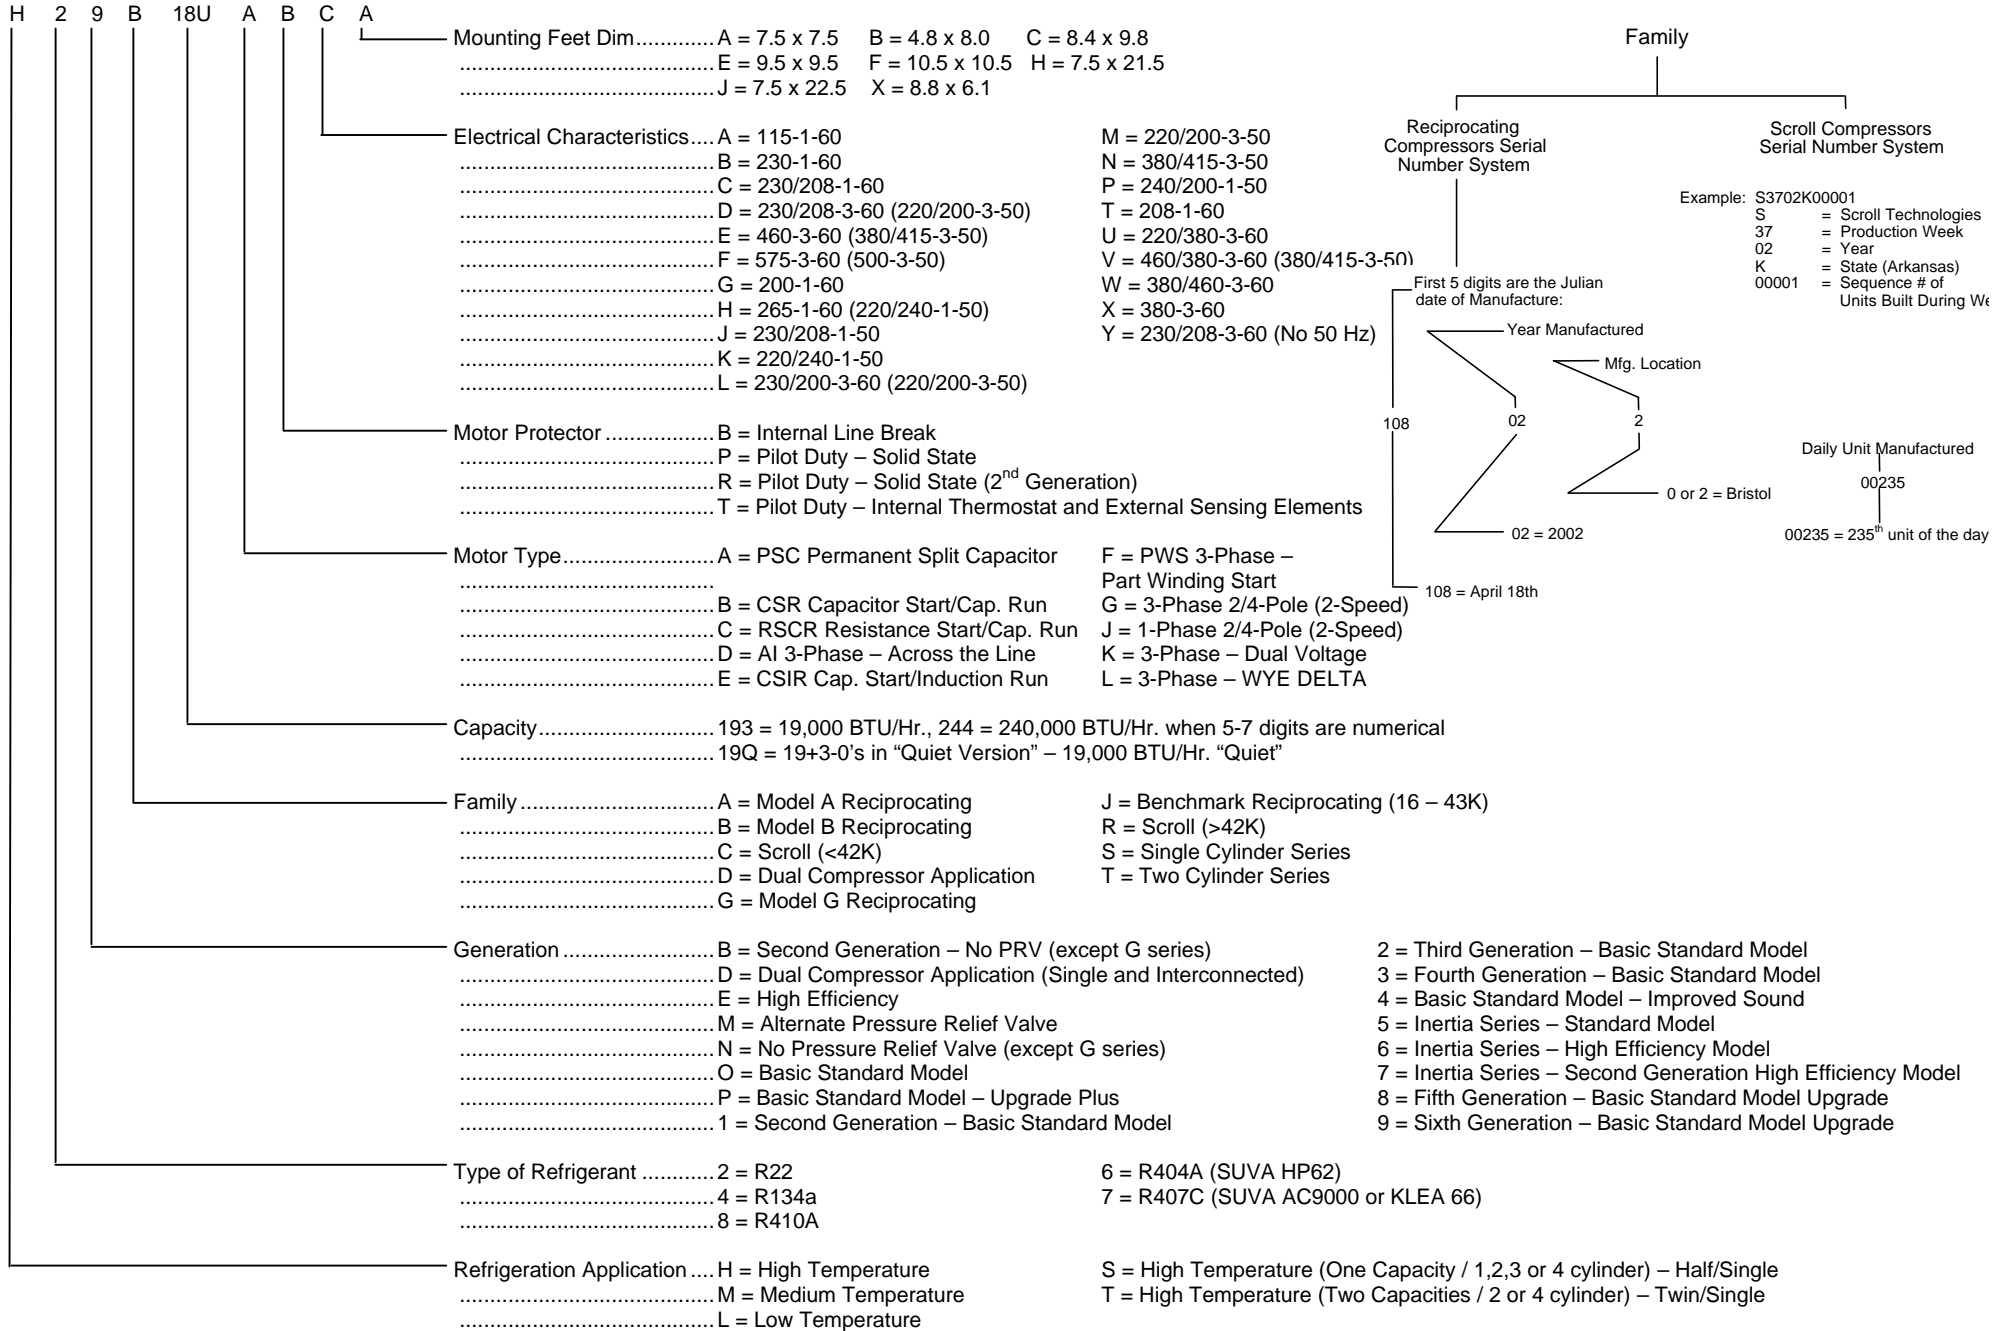 H 2 9 B 18U A B C A
Mounting Feet Dim.............. A = 7.5 x 7.5 B = 4.8 x 8.0 C = 8.4 x 9.8
............................................. E = 9.5 x 9.5 F = 10.5 x 10.5 H = 7.5 x 21.5
............................................. J = 7.5 x 22.5 X = 8.8 x 6.1
Electrical Characteristics.... A = 115-1-60 M = 220/200-3-50
............................................. B = 230-1-60 N = 380/415-3-50
............................................. C = 230/208-1-60 P = 240/200-1-50
............................................. D = 230/208-3-60 (220/200-3-50) T = 208-1-60
............................................. E = 460-3-60 (380/415-3-50) U = 220/380-3-60
............................................. F = 575-3-60 (500-3-50) V = 460/380-3-60 (380/415-3-50)
............................................. G = 200-1-60 W = 380/460-3-60
............................................. H = 265-1-60 (220/240-1-50) X = 380-3-60
............................................. J = 230/208-1-50 Y = 230/208-3-60 (No 50 Hz)
............................................. K = 220/240-1-50
............................................. L = 230/200-3-60 (220/200-3-50)
Motor Protector ................... B = Internal Line Break
............................................. P = Pilot Duty – Solid State
............................................. R = Pilot Duty – Solid State (2nd Generation)
............................................. T = Pilot Duty – Internal Thermostat and External Sensing Elements
Motor Type........................... A = PSC Permanent Split Capacitor F = PWS 3-Phase –
............................................. Part Winding Start
............................................. B = CSR Capacitor Start/Cap. Run G = 3-Phase 2/4-Pole (2-Speed)
............................................. C = RSCR Resistance Start/Cap. Run J = 1-Phase 2/4-Pole (2-Speed)
............................................. D = AI 3-Phase – Across the Line K = 3-Phase – Dual Voltage
............................................. E = CSIR Cap. Start/Induction Run L = 3-Phase – WYE DELTA
Capacity............................... 193 = 19,000 BTU/Hr., 244 = 240,000 BTU/Hr. when 5-7 digits are numerical
............................................. 19Q = 19+3-0’s in “Quiet Version” – 19,000 BTU/Hr. “Quiet”
Family .................................. A = Model A Reciprocating J = Benchmark Reciprocating (16 – 43K)
............................................. B = Model B Reciprocating R = Scroll (>42K)
............................................. C = Scroll (<42K) S = Single Cylinder Series
............................................. D = Dual Compressor Application T = Two Cylinder Series
............................................. G = Model G Reciprocating
Generation ........................... B = Second Generation – No PRV (except G series) 2 = Third Generation – Basic Standard Model
............................................. D = Dual Compressor Application (Single and Interconnected) 3 = Fourth Generation – Basic Standard Model
............................................. E = High Efficiency 4 = Basic Standard Model – Improved Sound
............................................. M = Alternate Pressure Relief Valve 5 = Inertia Series – Standard Model
............................................. N = No Pressure Relief Valve (except G series) 6 = Inertia Series – High Efficiency Model
............................................. O = Basic Standard Model 7 = Inertia Series – Second Generation High Efficiency Model
............................................. P = Basic Standard Model – Upgrade Plus 8 = Fifth Generation – Basic Standard Model Upgrade
............................................. 1 = Second Generation – Basic Standard Model 9 = Sixth Generation – Basic Standard Model Upgrade
Type of Refrigerant ............. 2 = R22 6 = R404A (SUVA HP62)
............................................. 4 = R134a 7 = R407C (SUVA AC9000 or KLEA 66)
............................................. 8 = R410A
Refrigeration Application .... H = High Temperature S = High Temperature (One Capacity / 1,2,3 or 4 cylinder) – Half/Single
............................................. M = Medium Temperature T = High Temperature (Two Capacities / 2 or 4 cylinder) – Twin/Single
............................................. L = Low Temperature
Family
Reciprocating
Compressors Serial
Number System
First 5 digits are the Julian
date of Manufacture:
Year Manufactured
Mfg. Location
108 02 2
0 or 2 = Bristol
02 = 2002
108 = April 18th
Scroll Compressors
Serial Number System
Example: S3702K00001
S = Scroll Technologies
37 = Production Week
02 = Year
K = State (Arkansas)
00001 = Sequence # of
Units Built During We
Daily Unit Manufactured
00235
00235 = 235th unit of the day